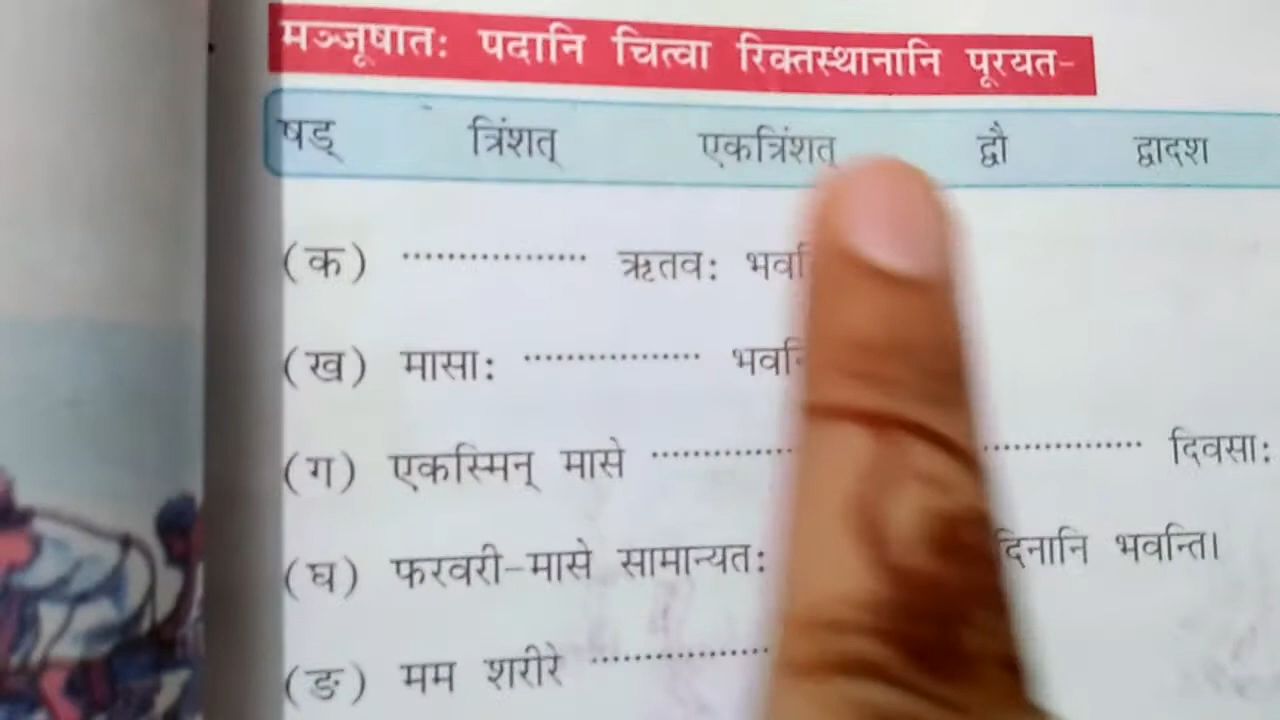 मञ्जूषातः पदानि चित्वा रिक्तस्थानानि पूरयत-
षड् त्रिंशत् एकत्रिंशत् द्वौ द्वादश
(क) ................. ऋतवः
(ख) मासाः ................
(ग) एकस्मिन् मासे ............. .............. दिवसाः
(घ) फरवरी-मासे सामान्यतः दिनानि भवन्ति।
(ङ) मम शरीरे ................